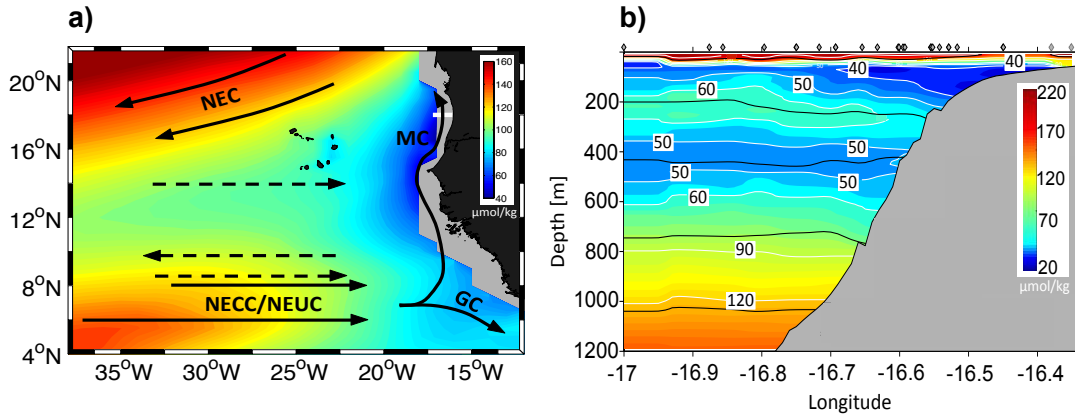 a)
20°N
16°N
12°N
8°N
4°N
35°W
30°W
25°W
20°W
15°W
NEC
MC
NECC/NEUC
GC
160
140
120
100
80
60
40
μmol/kg
b)
200
400
600
800
1000
1200
Depth [m]
-17
-16.9
-16.8
-16.7
-16.6
-16.5
-16.4
Longitude
40
40
50
60
50
50
50
50
60
90
120
220
170
120
70
20
μmol/kg